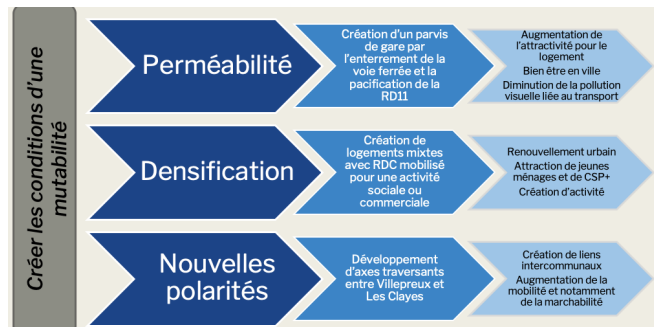 Créer les conditions d'une
mutabilité
Perméabilité
Création d'un parvis
de gare par
l'enterrement de la
voie ferrée et la
pacification de la
RD11
Augmentation de
l'attractivité pour le
logement
Bien être en ville
Diminution de la pollution
visuelle liée au transport
Densification
Création de
logements mixtes
avec RDC mobilisé
pour une activité
sociale ou
commerciale
Renouvellement urbain
Attraction de jeunes
ménages et de CSP+
Création d'activité
Nouvelles
polarités
Développement
d'axes traversants
entre Villepreux et
Les Clayes
Création de liens
intercommunaux
Augmentation de la
mobilité et notamment
de la marchabilité